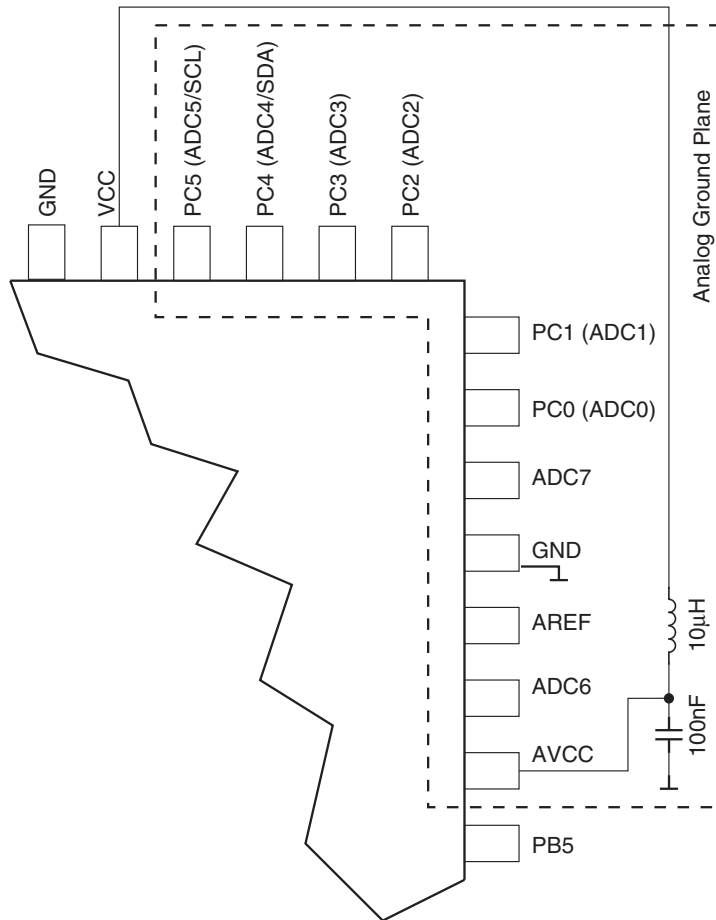 GND
VCC
PC5 (ADC5/SCL)
PC4 (ADC4/SDA)
PC3 (ADC3)
PC2 (ADC2)
Analog Ground Plane
PC1 (ADC1)
PC0 (ADC0)
ADC7
GND
AREF
10μH
ADC6
AVCC
100nF
PB5